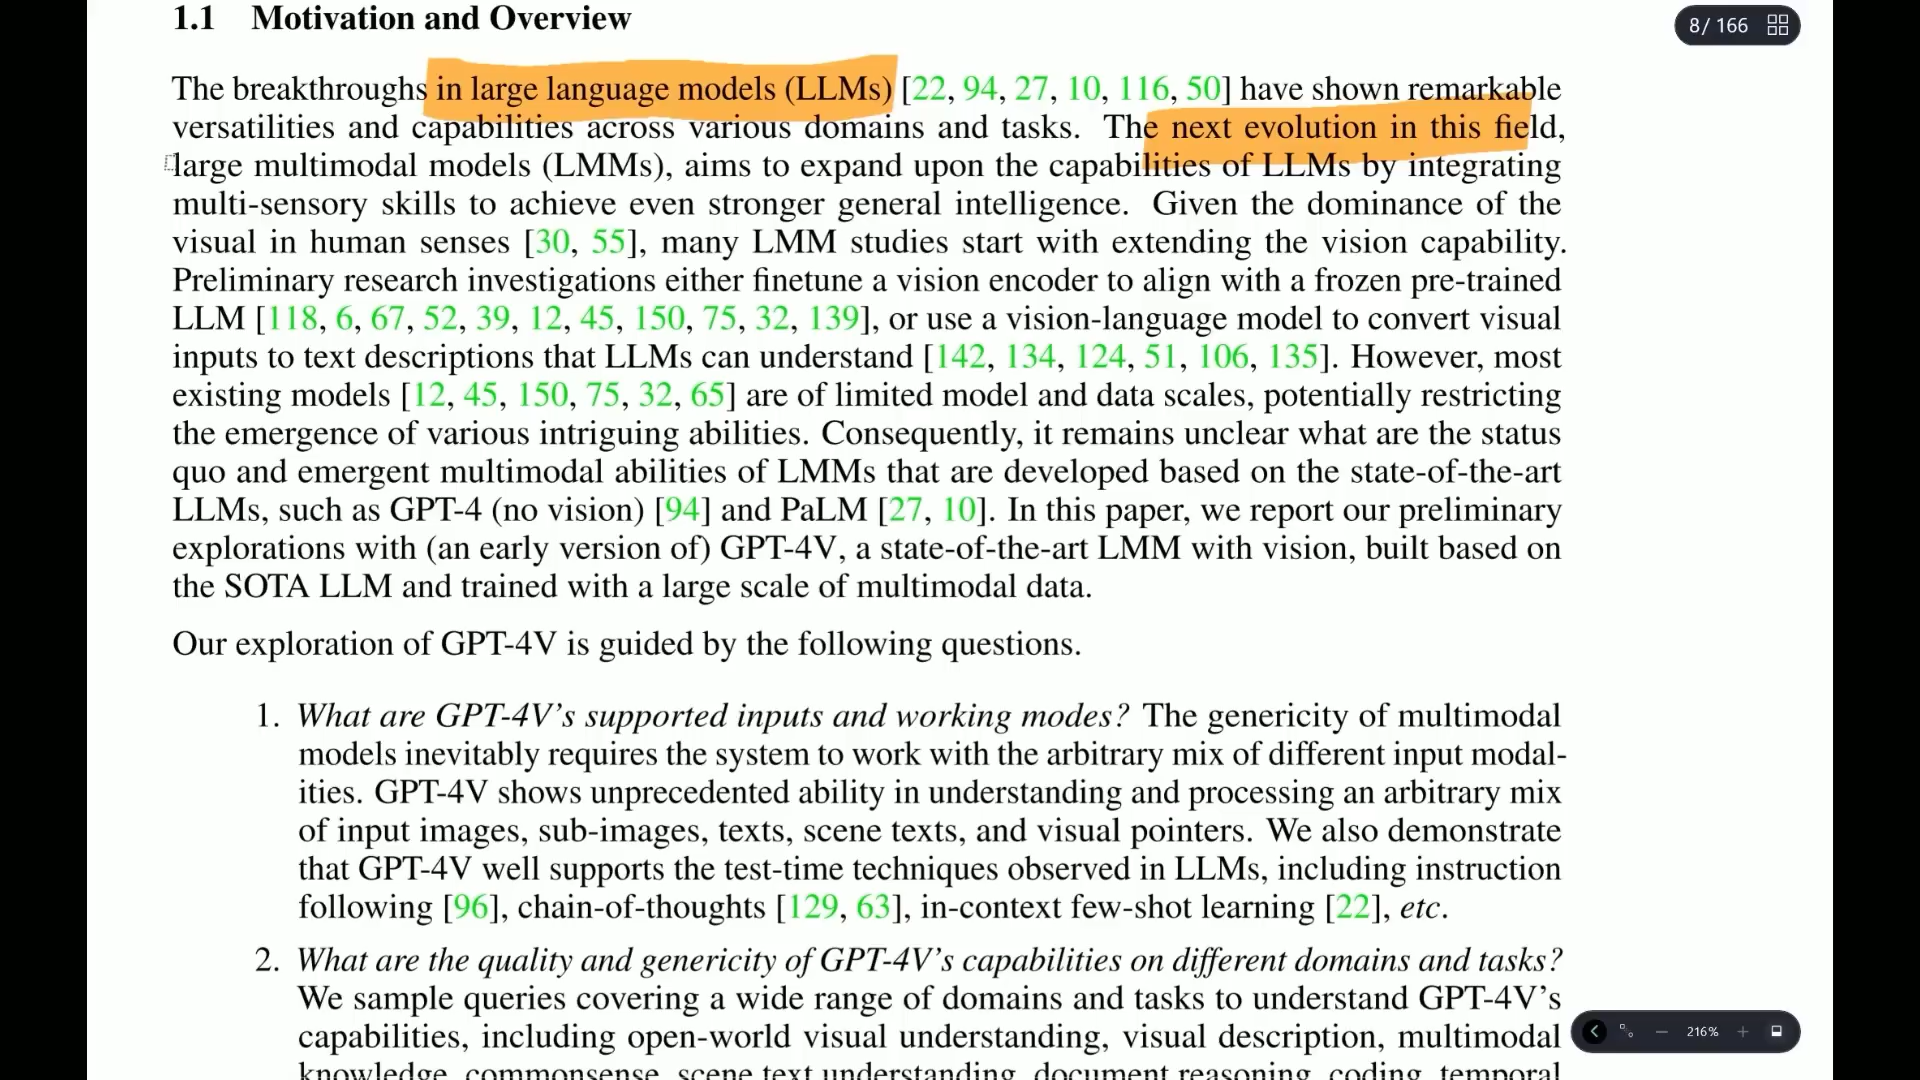 1.1 Motivation and Overview
8/ 166
The breakthroughs in large language models (LLMs) [22, 94, 27, 10, 116, 50] have shown remarkable
versatilities and capabilities across various domains and tasks. The next evolution in this field,
large multimodal models (LMMs), aims to expand upon the capabilities of LLMs by integrating
multi-sensory skills to achieve even stronger general intelligence. Given the dominance of the
visual in human senses [30, 55], many LMM studies start with extending the vision capability.
Preliminary research investigations either finetune a vision encoder to align with a frozen pre-trained
LLM [118, 6, 67, 52, 39, 12, 45, 150, 75, 32, 139], or use a vision-language model to convert visual
inputs to text descriptions that LLMs can understand [142, 134, 124, 51, 106, 135]. However, most
existing models [12, 45, 150, 75, 32, 65] are of limited model and data scales, potentially restricting
the emergence of various intriguing abilities. Consequently, it remains unclear what are the status
quo and emergent multimodal abilities of LMMs that are developed based on the state-of-the-art
LLMs, such as GPT-4 (no vision) [94] and PaLM [27, 10]. In this paper, we report our preliminary
explorations with (an early version of) GPT-4V, a state-of-the-art LMM with vision, built based on
the SOTA LLM and trained with a large scale of multimodal data.
Our exploration of GPT-4V is guided by the following questions.
1. What are GPT-4V's supported inputs and working modes? The genericity of multimodal
models inevitably requires the system to work with the arbitrary mix of different input modal-
ities. GPT-4V shows unprecedented ability in understanding and processing an arbitrary mix
of input images, sub-images, texts, scene texts, and visual pointers. We also demonstrate
that GPT-4V well supports the test-time techniques observed in LLMs, including instruction
following [96], chain-of-thoughts [129, 63], in-context few-shot learning [22], etc.
2. What are the quality and genericity of GPT-4V's capabilities on different domains and tasks?
We sample queries covering a wide range of domains and tasks to understand GPT-4V's
capabilities, including open-world visual understanding, visual description, multimodal
knowledge, commonsense, scene text understanding, document reasoning, coding, temporal
216%